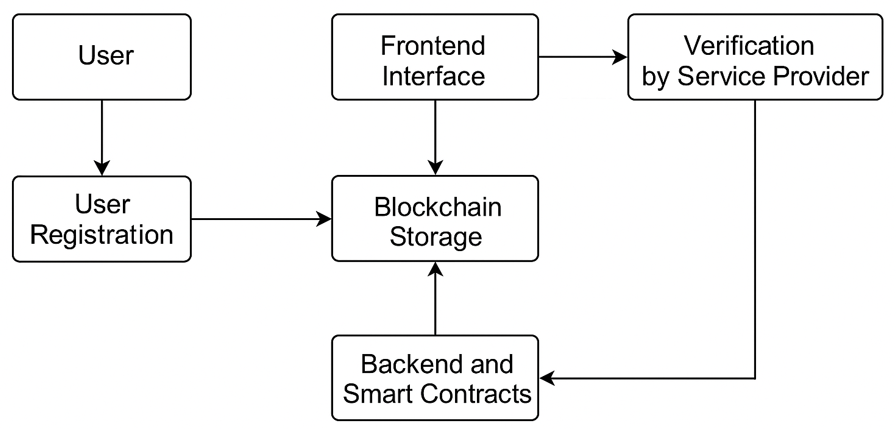 User
Frontend
Interface
Verification
by Service Provider
User
Registration
Blockchain
Storage
Backend and
Smart Contracts